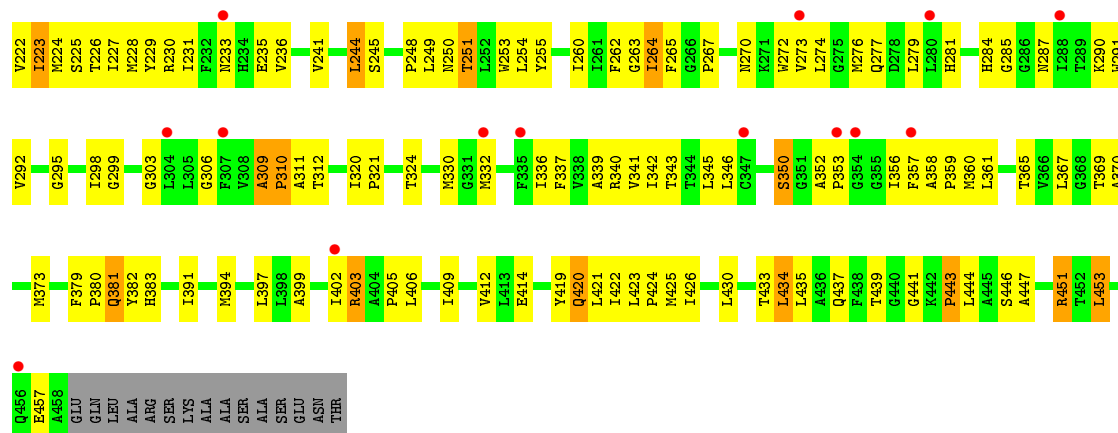 V222 I223 M224 S225 T226 I227 M228 Y229 R230 I231 F232 N233 H234 E235 V236 V241 L244 S245 P248 L249 N250 T251 L252 W253 L254 Y255 I260 I261 F262 G263 I264 F265 G266 P267 N270 K271 W272 V273 L274 G275 M276 Q277 D278 L279 L280 H281 H284 G285 G286 N287 I288 T289 K290
V292 G295 I298 G299 G303 L304 L305 G306 F307 V308 A309 P310 A311 T312 I320 P321 T324 M330 G331 M332 F335 I336 F337 V338 A339 R340 V341 I342 T343 T344 L345 L346 C347 S350 G351 A352 P353 G354 G355 I356 F357 A358 P359 M360 L361 T365 V366 L367 G368 T369
M373 F379 P380 Q381 Y382 H383 I391 M394 L397 L398 A399 I402 R403 A404 P405 L406 I409 V412 L413 E414 Y419 Q420 L421 I422 L423 P424 M425 I426 L430 T433 L434 L435 A436 Q437 F438 T439 G440 G441 K442 P443 L444 A445 S446 A447 R451 T452 L453
Q456 E457 A458 GLU GLN LEU ALA ARG SER LYS ALA ALA SER ALA SER GLU ASN THR